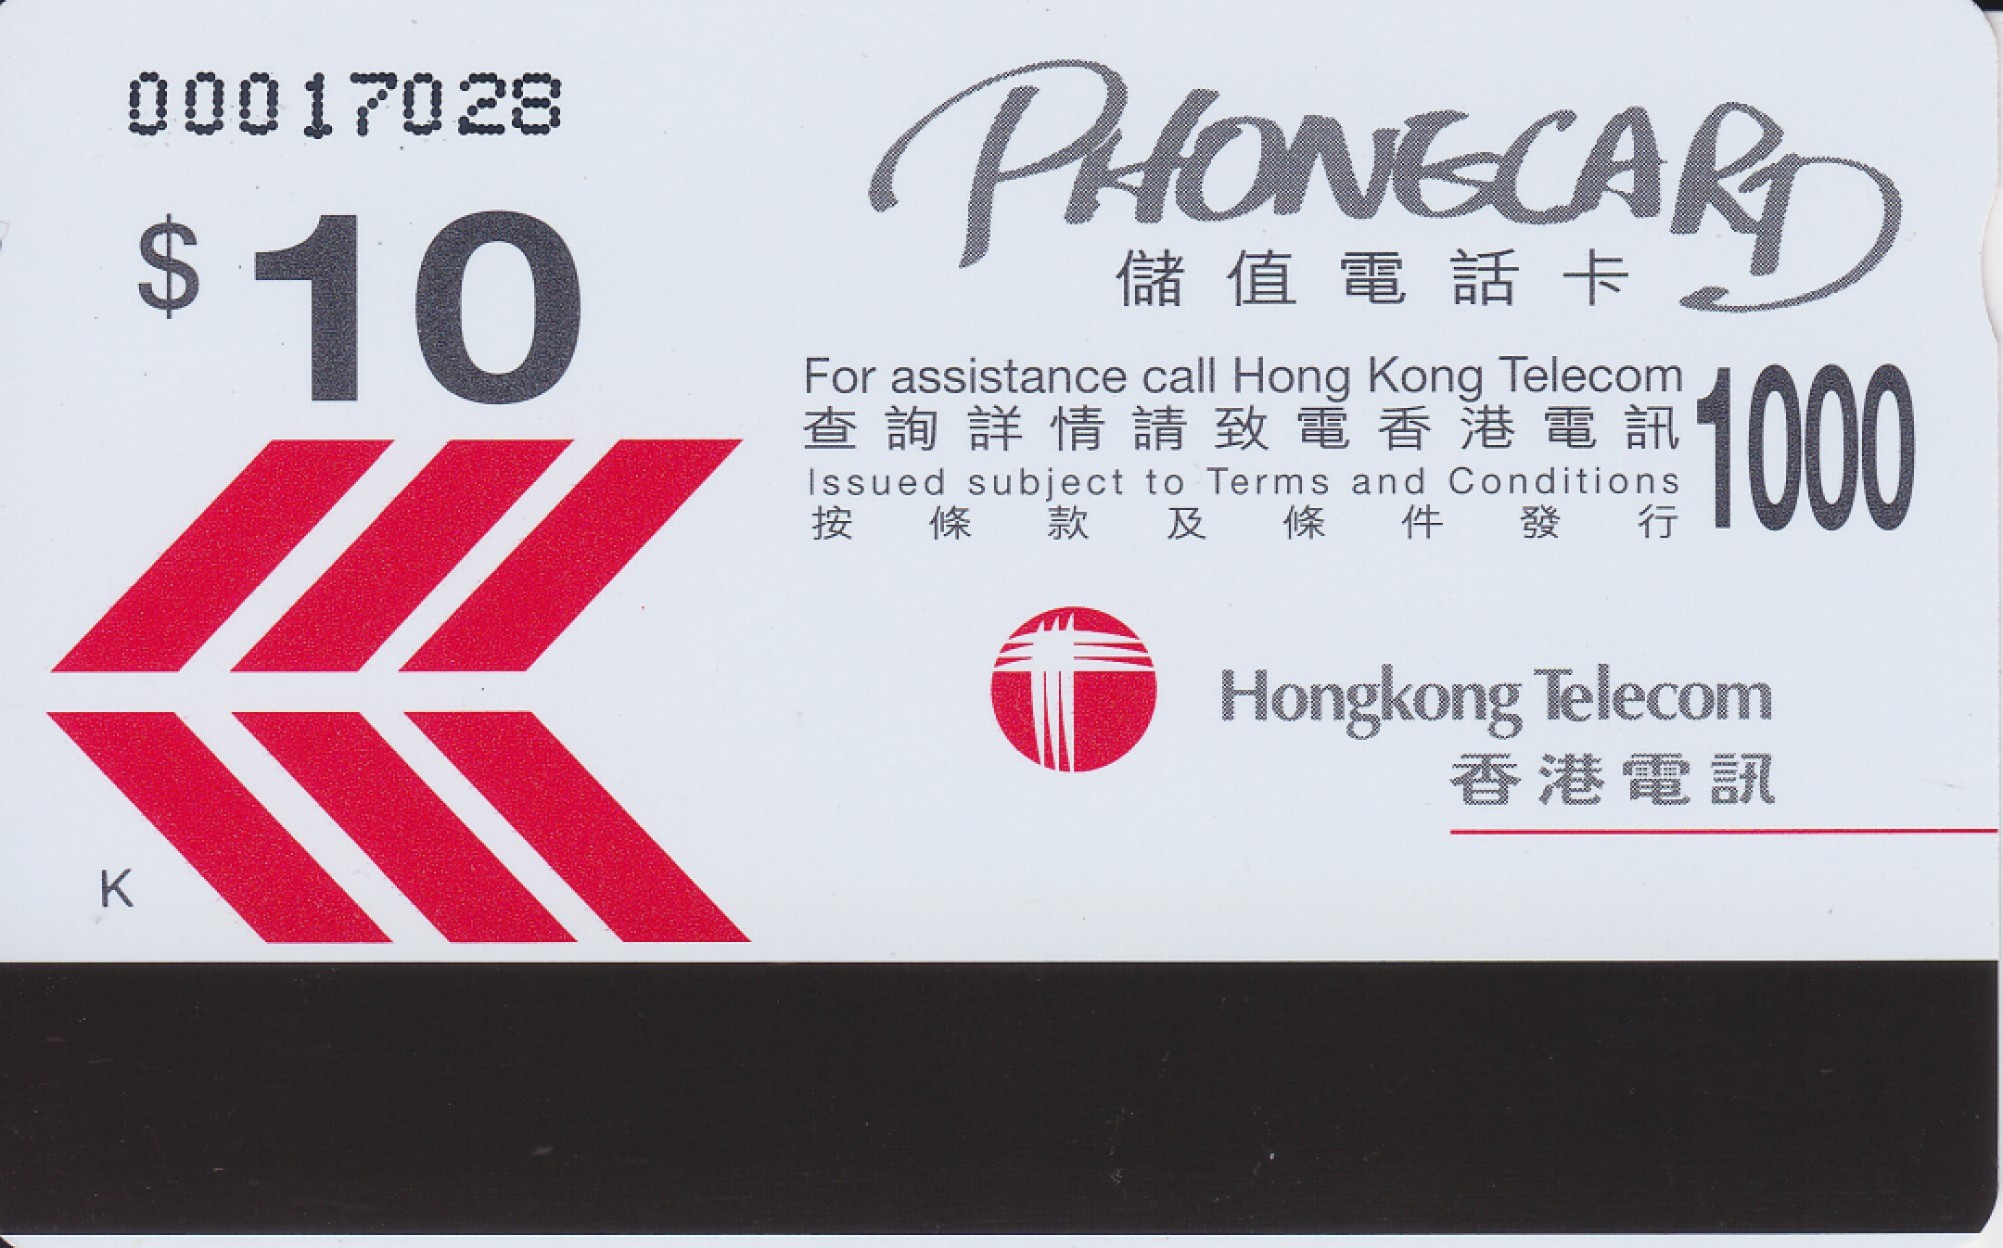 00017028
$10
PHONECARD
儲值電話卡
For assistance call Hong Kong Telecom 1000
查詢詳情請致電香港電訊
Issued subject to Terms and Conditions
按條款及條件發行
Hongkong Telecom
香港電訊
K